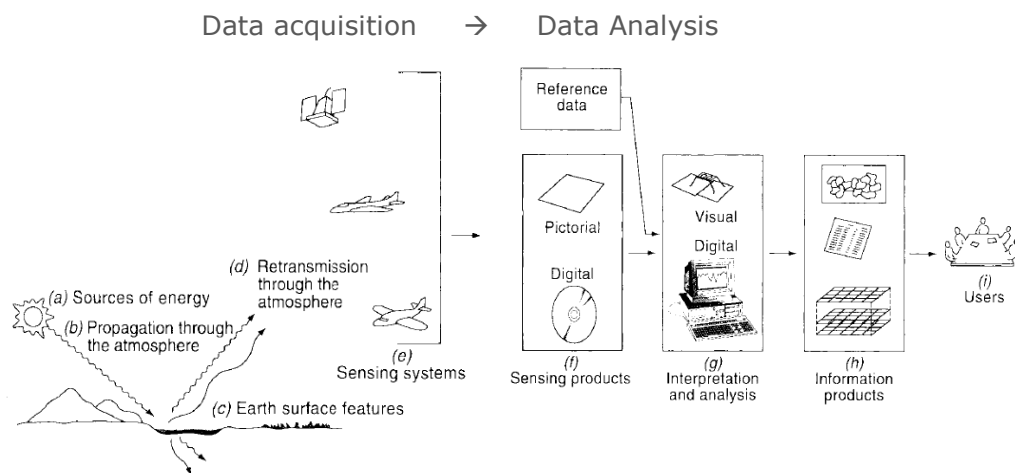 Data acquisition → Data Analysis
Reference
data
Pictorial
Digital
Visual
Digital
(a) Sources of energy
(b) Propagation through
the atmosphere
(c) Earth surface features
(d) Retransmission
through the
atmosphere
(e)
Sensing systems
(f)
Sensing products
(g)
Interpretation
and analysis
(h)
Information
products
(i)
Users